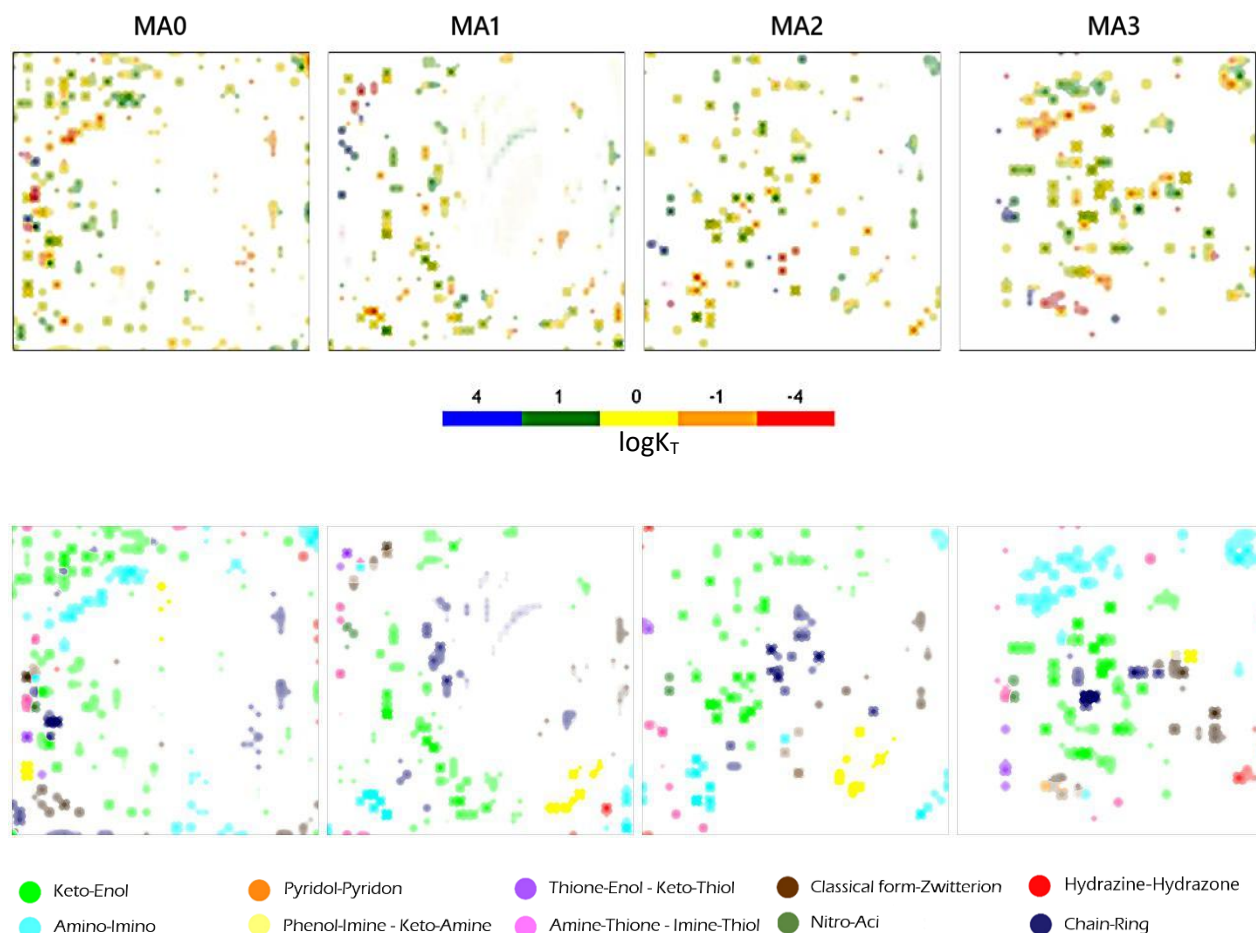 MA0 MA1 MA2 MA3
4 1 0 -1 -4
logKT
Keto-Enol Pyridol-Pyridon Thione-Enol - Keto-Thiol Classical form-Zwitterion Hydrazine-Hydrazone
Amino-Imino Phenol-Imine - Keto-Amine Amine-Thione - Imine-Thiol Nitro-Aci Chain-Ring